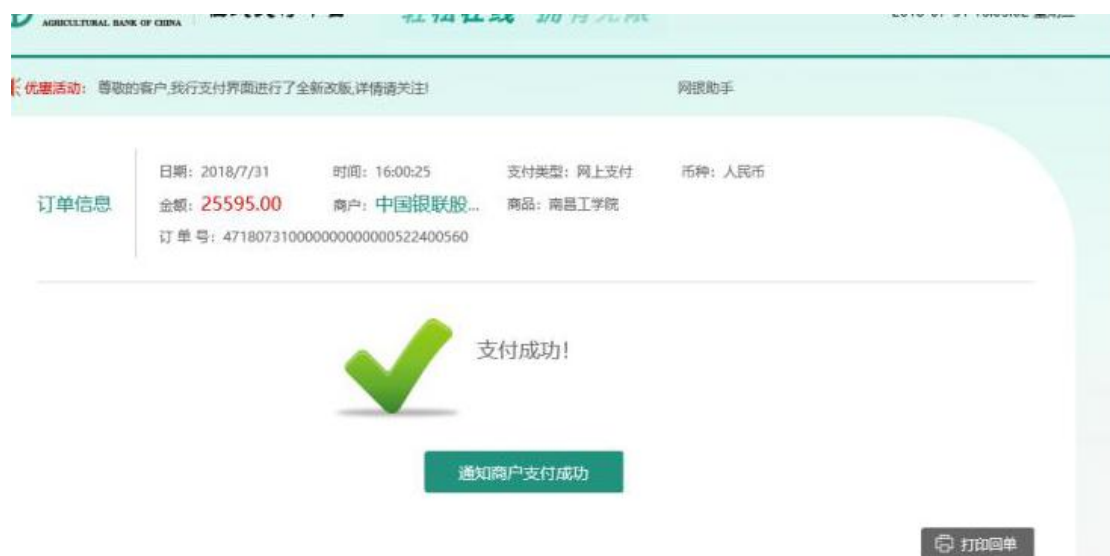 AGRICULTURAL BANK OF CHINA
优惠活动： 尊敬的客户,我行支付界面进行了全新改版,详情请关注! 网银助手
日期：2018/7/31 时间：16:00:25 支付类型：网上支付 币种：人民币
订单信息 金额：25595.00 商户：中国银联股... 商品：南昌工学院
订 单 号：47180731000000000000522400560
支付成功！
通知商户支付成功
打印回单